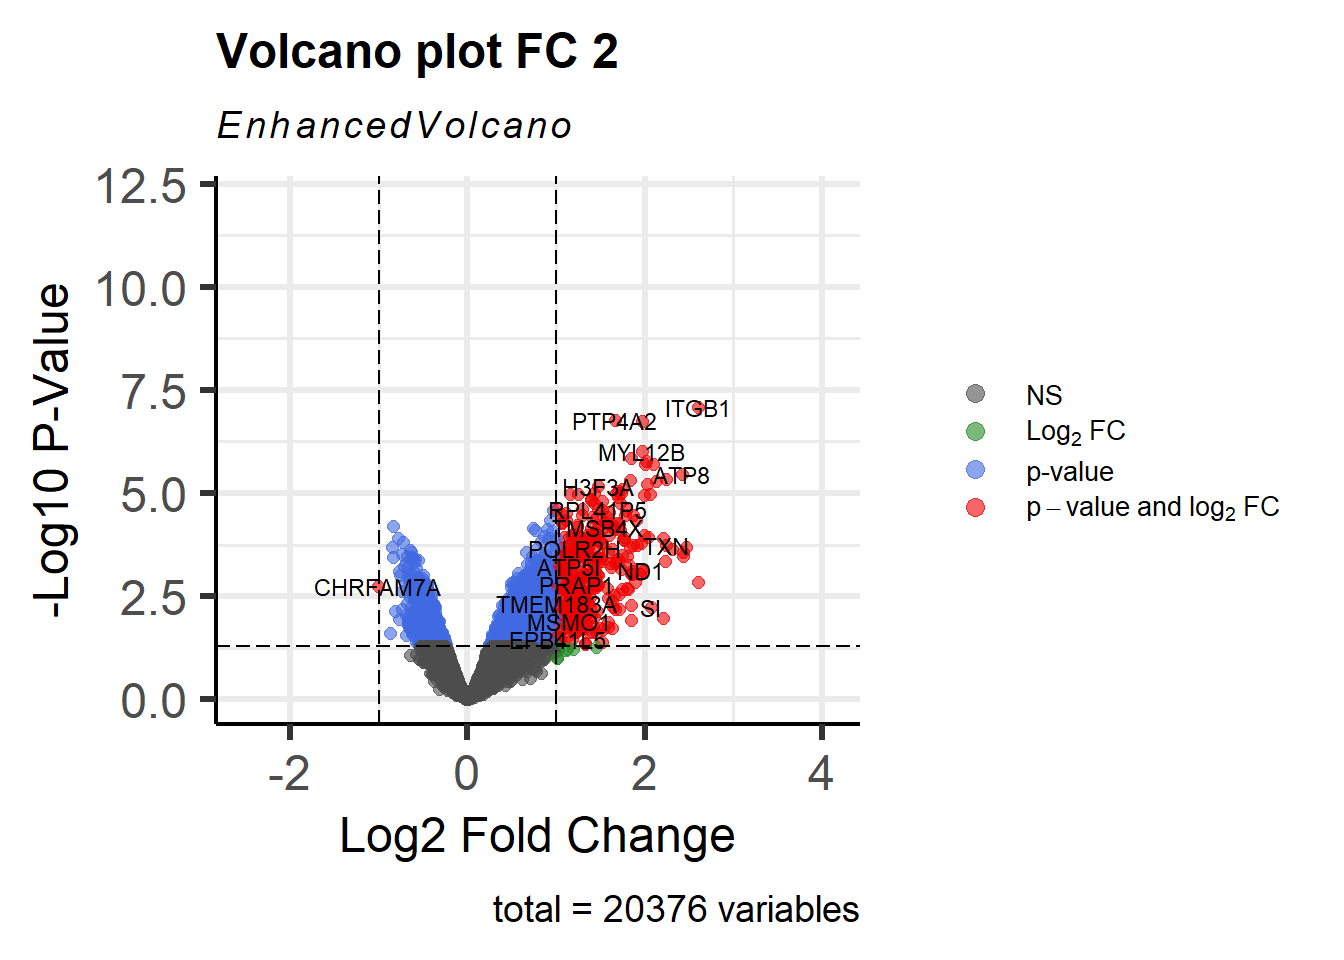 Volcano plot FC 2
EnhancedVolcano
12.5
10.0
7.5
5.0
2.5
0.0
-Log10 P-Value
ITGB1
PTP4A2
MYL12B
ATP8
H3F3A
RPL41P5
TMSB4X
TXN
POLR2H
ATP5I
ND1
CHRFAM7A
PRAP1
TMEM183A
SI
MSMO1
EPB41L5
-2
0
2
4
Log2 Fold Change
total = 20376 variables
NS
Log₂ FC
p-value
p – value and log₂ FC